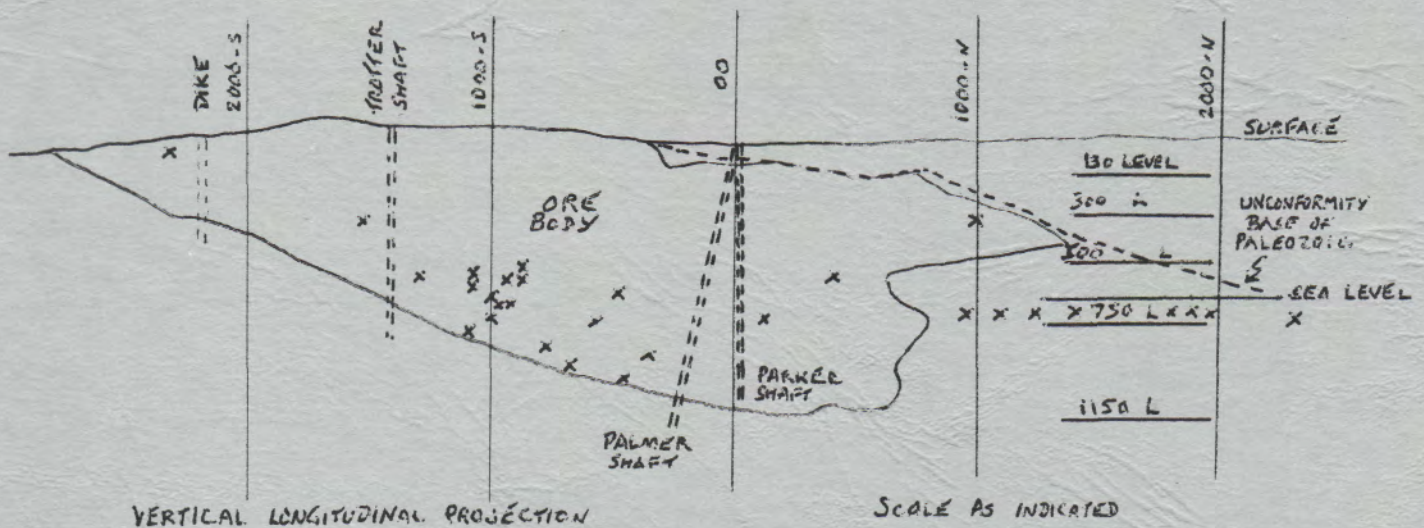 DIKE
2000-S
TROTTER
SHAFT
1000-S
00
1000-N
2000-N
SURFACE
130 LEVEL
300 L
UNCONFORMITY
BASE OF
PALEOZOIC
ORE
BODY
500 L
SEA LEVEL
750 L
PARKER
SHAFT
1150 L
PALMER
SHAFT
VERTICAL LONGITUDINAL PROJECTION
SCALE AS INDICATED